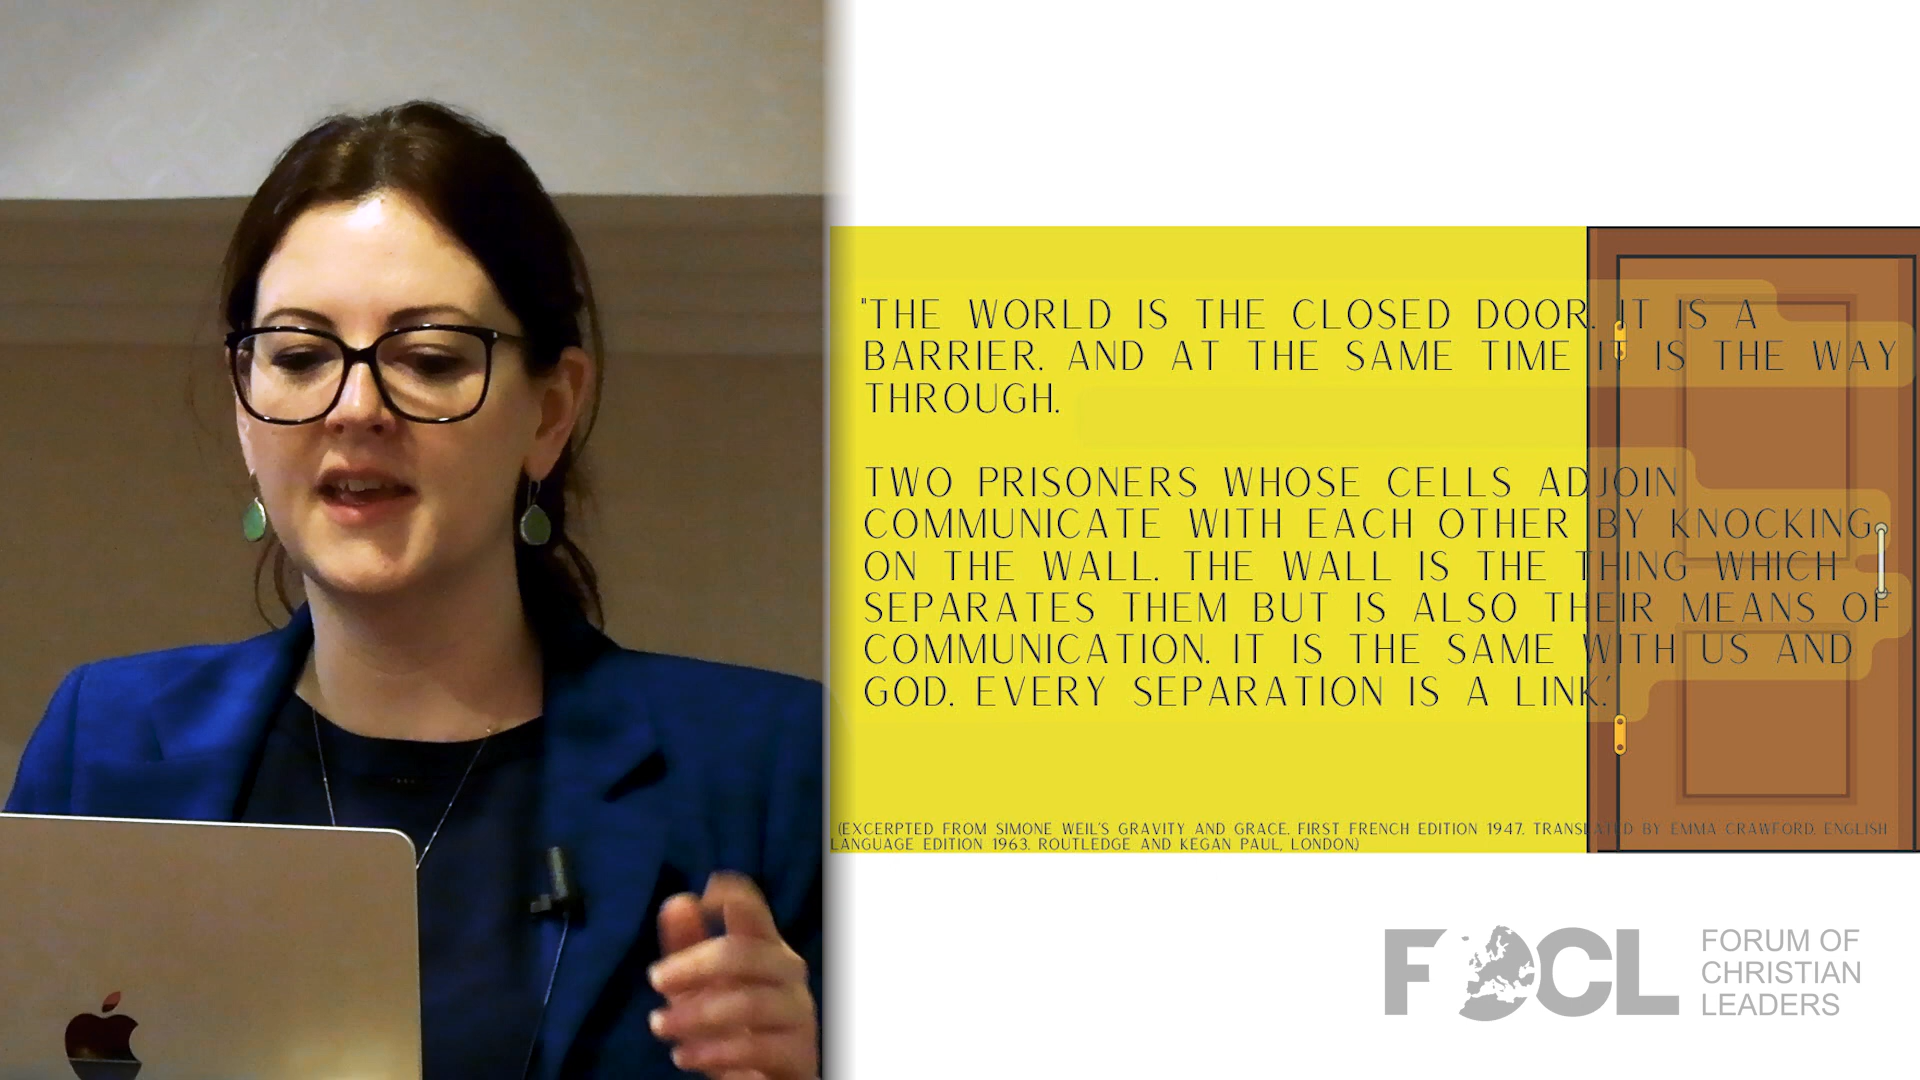 "THE WORLD IS THE CLOSED DOOR. IT IS A
BARRIER. AND AT THE SAME TIME IT IS THE WAY
THROUGH.
TWO PRISONERS WHOSE CELLS ADJOIN
COMMUNICATE WITH EACH OTHER BY KNOCKING
ON THE WALL. THE WALL IS THE THING WHICH
SEPARATES THEM BUT IS ALSO THEIR MEANS OF
COMMUNICATION. IT IS THE SAME WITH US AND
GOD. EVERY SEPARATION IS A LINK.'
(EXCERPTED FROM SIMONE WEIL'S GRAVITY AND GRACE. FIRST FRENCH EDITION 1947. TRANSLATED BY EMMA CRAWFORD. ENGLISH
LANGUAGE EDITION 1963. ROUTLEDGE AND KEGAN PAUL, LONDON)
FOCL
FORUM OF
CHRISTIAN
LEADERS